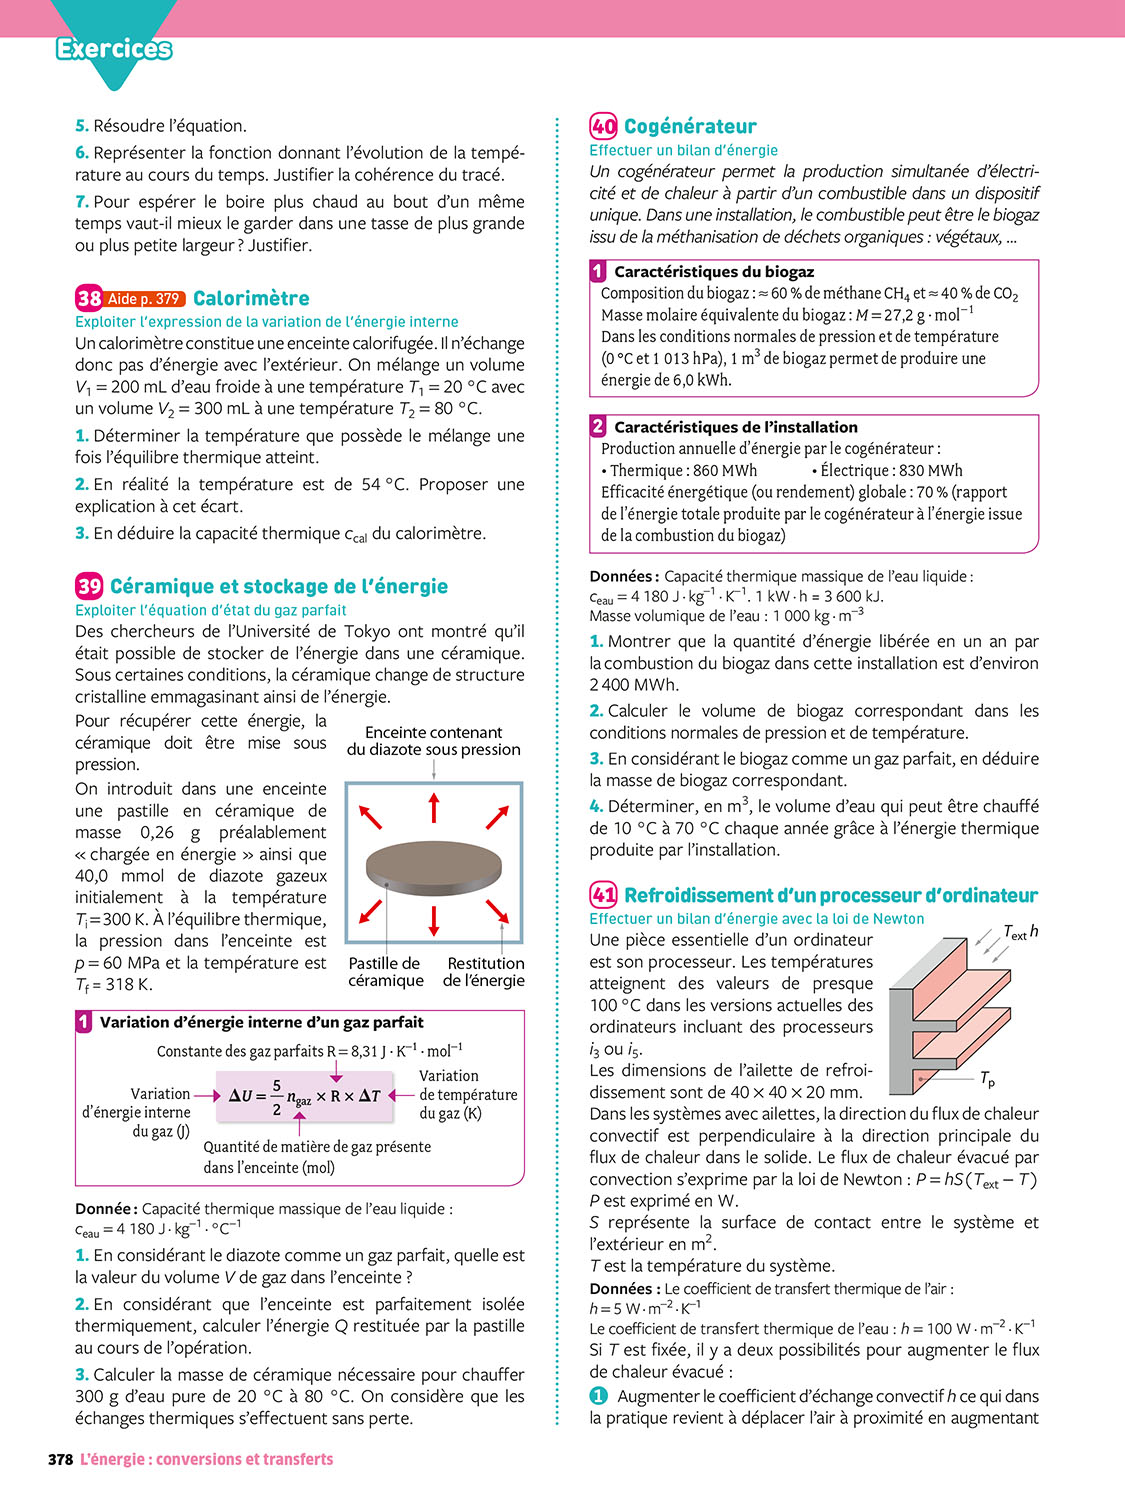 Exercices
5. Résoudre l'équation.
6. Représenter la fonction donnant l'évolution de la tempé-
rature au cours du temps. Justifier la cohérence du tracé.
7. Pour espérer le boire plus chaud au bout d'un même
temps vaut-il mieux le garder dans une tasse de plus grande
ou plus petite largeur ? Justifier.
38 Aide p. 379 Calorimètre
Exploiter l'expression de la variation de l'énergie interne
Un calorimètre constitue une enceinte calorifugée. Il n'échange
donc pas d'énergie avec l'extérieur. On mélange un volume
V₁ = 200 mL d'eau froide à une température T₁ = 20 °C avec
un volume V₂ = 300 mL à une température T₂ = 80 °C.
1. Déterminer la température que possède le mélange une
fois l'équilibre thermique atteint.
2. En réalité la température est de 54 °C. Proposer une
explication à cet écart.
3. En déduire la capacité thermique c_cal du calorimètre.
39 Céramique et stockage de l'énergie
Exploiter l'équation d'état du gaz parfait
Des chercheurs de l'Université de Tokyo ont montré qu'il
était possible de stocker de l'énergie dans une céramique.
Sous certaines conditions, la céramique change de structure
cristalline emmagasinant ainsi de l'énergie.
Pour récupérer cette énergie, la
céramique doit être mise sous
pression.
On introduit dans une enceinte
une pastille en céramique de
masse 0,26 g préalablement
« chargée en énergie » ainsi que
40,0 mmol de diazote gazeux
initialement à la température
Tᵢ = 300 K. À l'équilibre thermique,
la pression dans l'enceinte est
p = 60 MPa et la température est
T_f = 318 K.
Enceinte contenant
du diazote sous pression
Pastille de
céramique
Restitution
de l'énergie
1 Variation d'énergie interne d'un gaz parfait
Constante des gaz parfaits R = 8,31 J · K⁻¹ · mol⁻¹
Variation
d'énergie interne
du gaz (J)
ΔU = 5/2 n_gaz × R × ΔT
Variation
de température
du gaz (K)
Quantité de matière de gaz présente
dans l'enceinte (mol)
Donnée : Capacité thermique massique de l'eau liquide :
c_eau = 4 180 J · kg⁻¹ · °C⁻¹
1. En considérant le diazote comme un gaz parfait, quelle est
la valeur du volume V de gaz dans l'enceinte ?
2. En considérant que l'enceinte est parfaitement isolée
thermiquement, calculer l'énergie Q restituée par la pastille
au cours de l'opération.
3. Calculer la masse de céramique nécessaire pour chauffer
300 g d'eau pure de 20 °C à 80 °C. On considère que les
échanges thermiques s'effectuent sans perte.
40 Cogénérateur
Effectuer un bilan d'énergie
Un cogénérateur permet la production simultanée d'électri-
cité et de chaleur à partir d'un combustible dans un dispositif
unique. Dans une installation, le combustible peut être le biogaz
issu de la méthanisation de déchets organiques : végétaux, ...
1 Caractéristiques du biogaz
Composition du biogaz : ≈ 60 % de méthane CH₄ et ≈ 40 % de CO₂
Masse molaire équivalente du biogaz : M = 27,2 g · mol⁻¹
Dans les conditions normales de pression et de température
(0 °C et 1 013 hPa), 1 m³ de biogaz permet de produire une
énergie de 6,0 kWh.
2 Caractéristiques de l'installation
Production annuelle d'énergie par le cogénérateur :
• Thermique : 860 MWh • Électrique : 830 MWh
Efficacité énergétique (ou rendement) globale : 70 % (rapport
de l'énergie totale produite par le cogénérateur à l'énergie issue
de la combustion du biogaz)
Données : Capacité thermique massique de l'eau liquide :
c_eau = 4 180 J · kg⁻¹ · K⁻¹. 1 kW · h = 3 600 kJ.
Masse volumique de l'eau : 1 000 kg · m⁻³
1. Montrer que la quantité d'énergie libérée en un an par
la combustion du biogaz dans cette installation est d'environ
2 400 MWh.
2. Calculer le volume de biogaz correspondant dans les
conditions normales de pression et de température.
3. En considérant le biogaz comme un gaz parfait, en déduire
la masse de biogaz correspondant.
4. Déterminer, en m³, le volume d'eau qui peut être chauffé
de 10 °C à 70 °C chaque année grâce à l'énergie thermique
produite par l'installation.
41 Refroidissement d'un processeur d'ordinateur
Effectuer un bilan d'énergie avec la loi de Newton
Une pièce essentielle d'un ordinateur
est son processeur. Les températures
atteignent des valeurs de presque
100 °C dans les versions actuelles des
ordinateurs incluant des processeurs
i₃ ou i₅.
Les dimensions de l'ailette de refroi-
dissement sont de 40 × 40 × 20 mm.
T_ext h
T_p
Dans les systèmes avec ailettes, la direction du flux de chaleur
convectif est perpendiculaire à la direction principale du
flux de chaleur dans le solide. Le flux de chaleur évacué par
convection s'exprime par la loi de Newton : P = hS (T_ext − T)
P est exprimé en W.
S représente la surface de contact entre le système et
l'extérieur en m².
T est la température du système.
Données : Le coefficient de transfert thermique de l'air :
h = 5 W · m⁻² · K⁻¹
Le coefficient de transfert thermique de l'eau : h = 100 W · m⁻² · K⁻¹
Si T est fixée, il y a deux possibilités pour augmenter le flux
de chaleur évacué :
1 Augmenter le coefficient d'échange convectif h ce qui dans
la pratique revient à déplacer l'air à proximité en augmentant
378 L'énergie : conversions et transferts